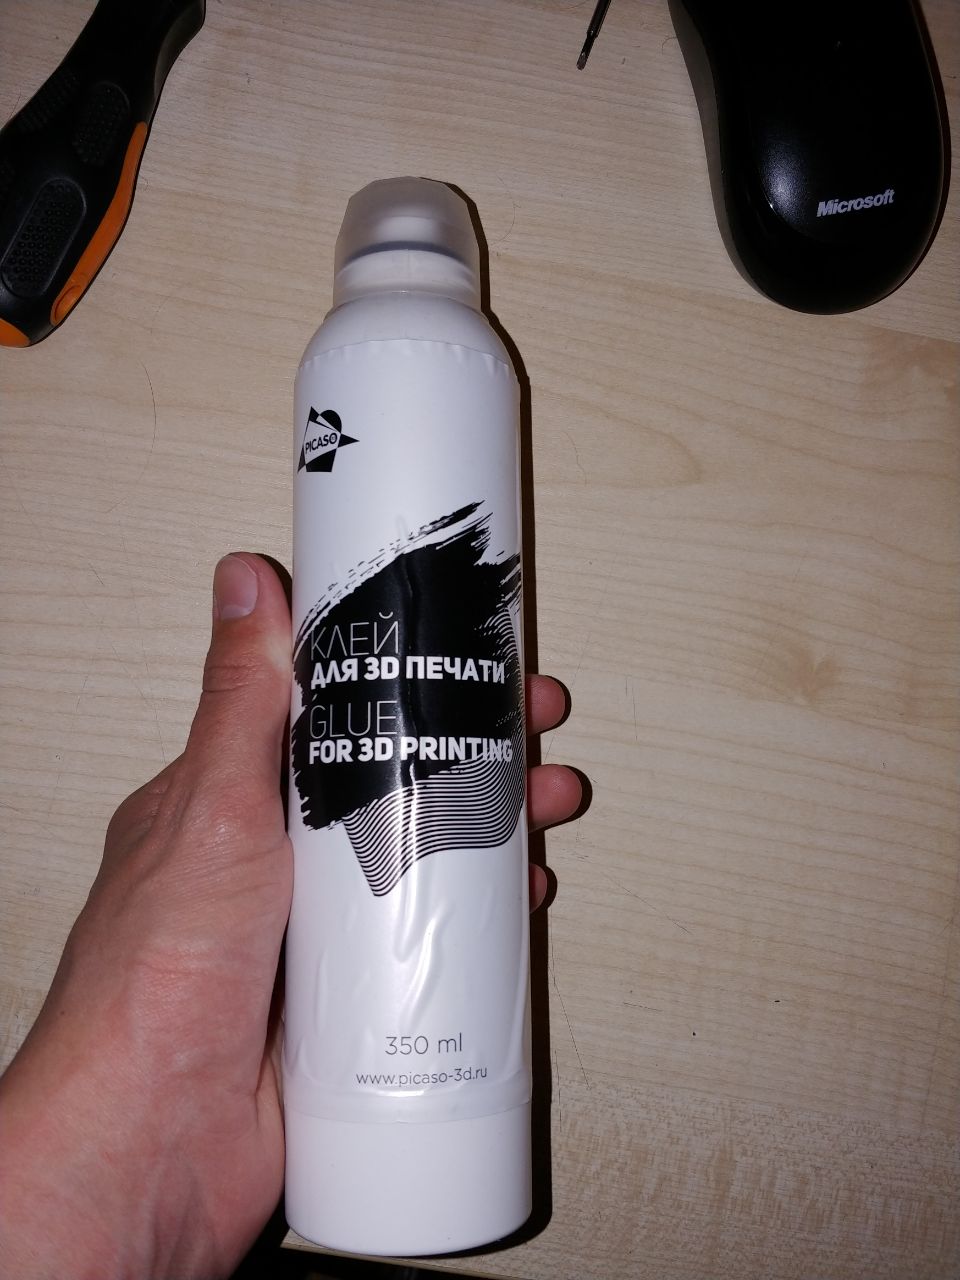 Microsoft
PICASO
КЛЕЙ
ДЛЯ 3D ПЕЧАТИ
GLUE
FOR 3D PRINTING
350 ml
www.picaso-3d.ru